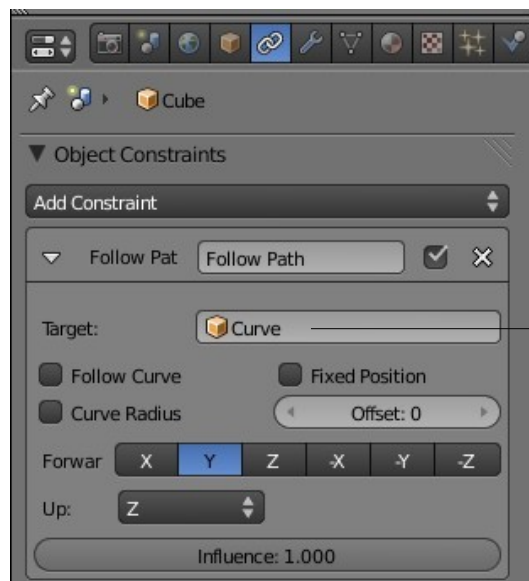 Cube
Object Constraints
Add Constraint
Follow Pat Follow Path
Target: Curve
Follow Curve Fixed Position
Curve Radius Offset: 0
Forwar X Y Z -X -Y -Z
Up: Z
Influence: 1.000